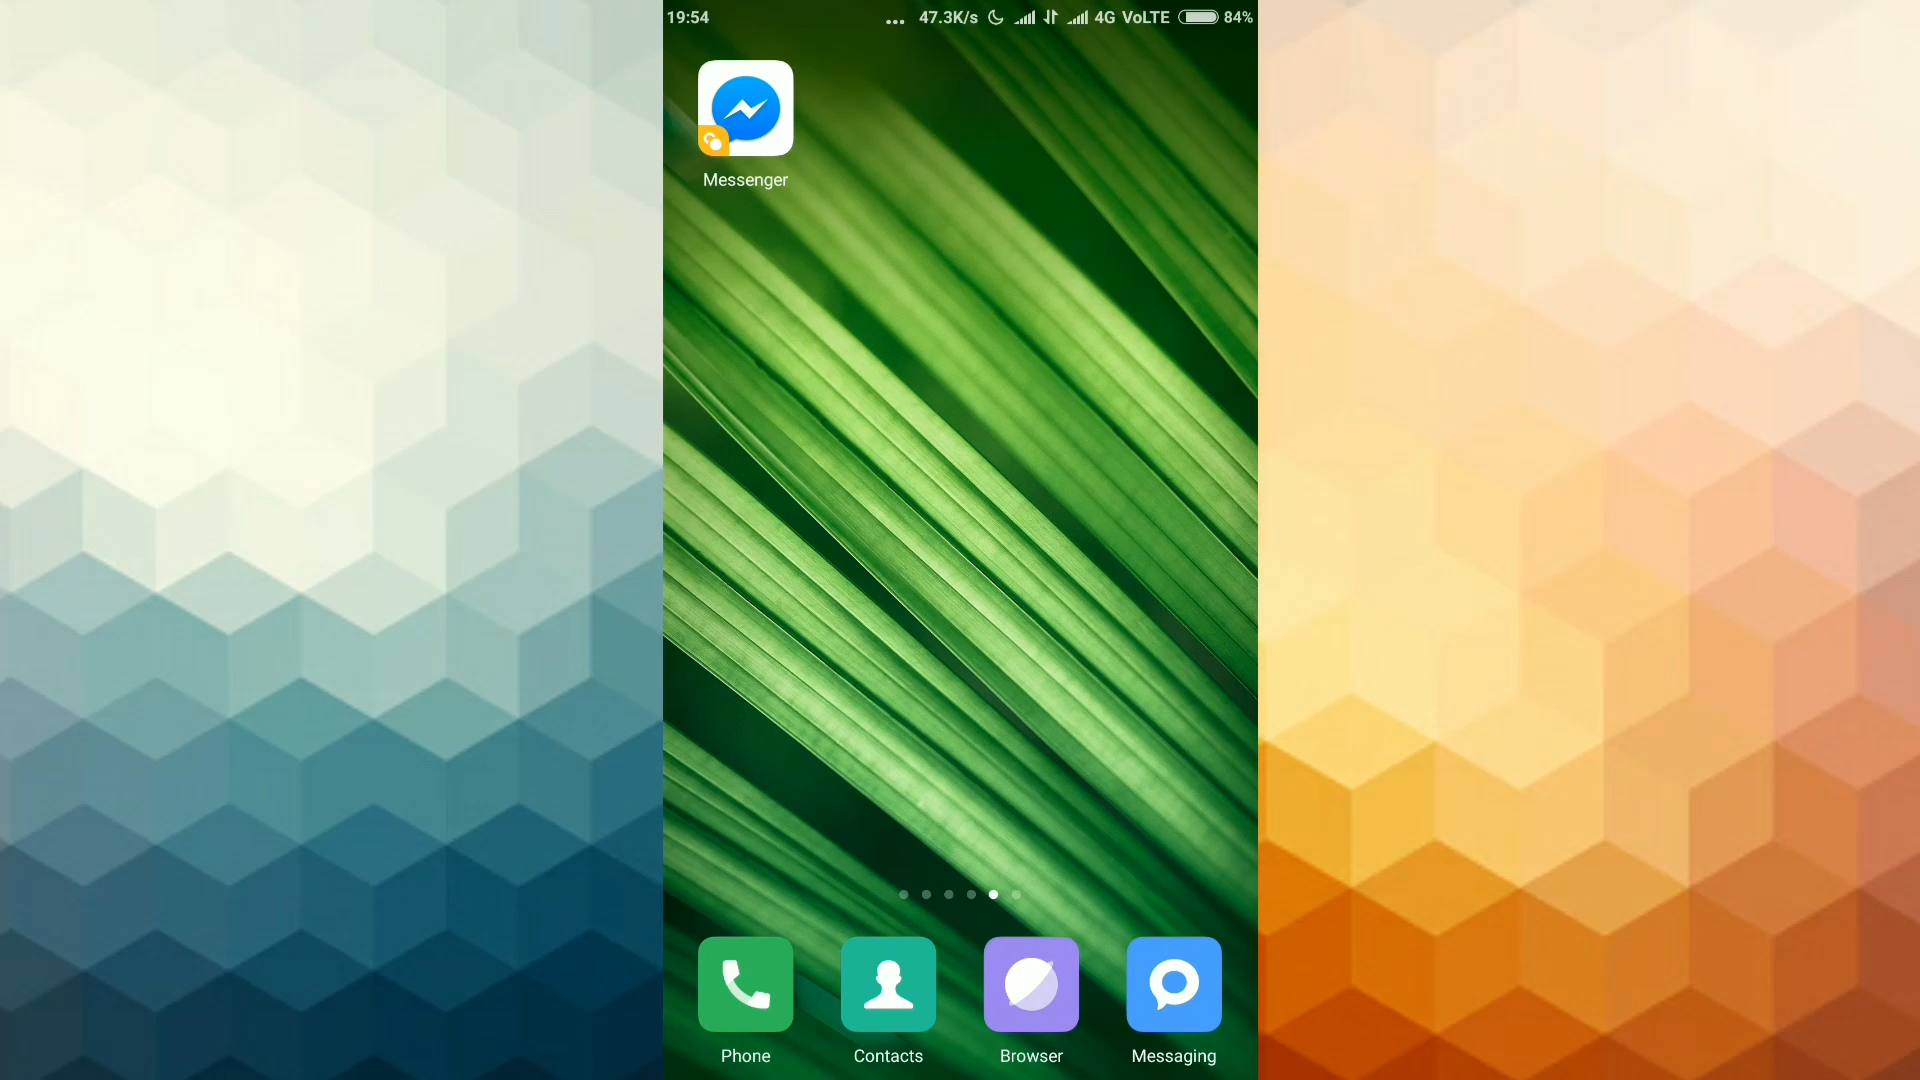 19:54 ... 47.3K/s 4G VoLTE 84%
Messenger
Phone Contacts Browser Messaging